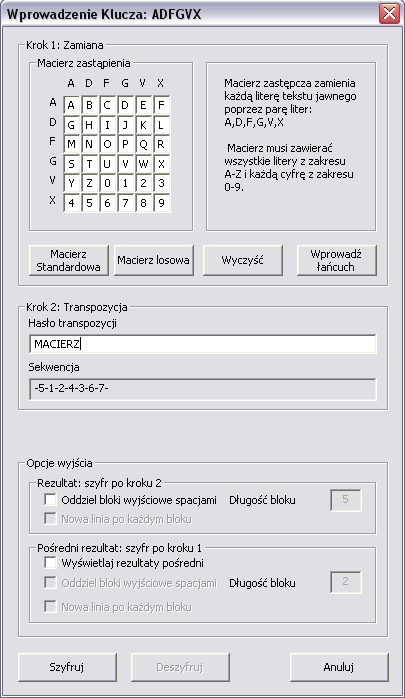 Wprowadzenie Klucza: ADFGVX
Krok 1: Zamiana
Macierz zastąpienia
A D F G V X
A A B C D E F
D G H I J K L
F M N O P Q R
G S T U V W X
V Y Z 0 1 2 3
X 4 5 6 7 8 9
Macierz zastępcza zamienia
każdą literę tekstu jawnego
poprzez parę liter:
A,D,F,G,V,X
Macierz musi zawierać
wszystkie litery z zakresu
A-Z i każdą cyfrę z zakresu
0-9.
Macierz
Standardowa
Macierz losowa
Wyczyść
Wprowadź
łańcuch
Krok 2: Transpozycja
Hasło transpozycji
MACIERZ
Sekwencja
-5-1-2-4-3-6-7-
Opcje wyjścia
Rezultat: szyfr po kroku 2
Oddziel bloki wyjściowe spacjami Długość bloku 5
Nowa linia po każdym bloku
Pośredni rezultat: szyfr po kroku 1
Wyświetlaj rezultaty pośredni
Oddziel bloki wyjściowe spacjami Długość bloku 2
Nowa linia po każdym bloku
Szyfruj Deszyfruj Anuluj